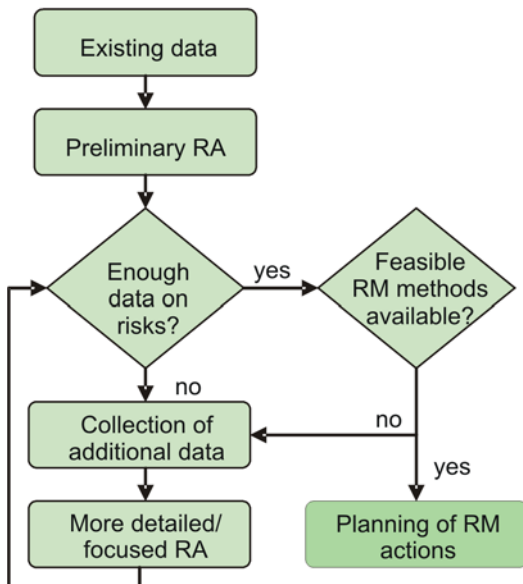 Existing data
Preliminary RA
Enough
data on
risks?
yes
Feasible
RM methods
available?
no
Collection of
additional data
no
yes
More detailed/
focused RA
Planning of RM
actions